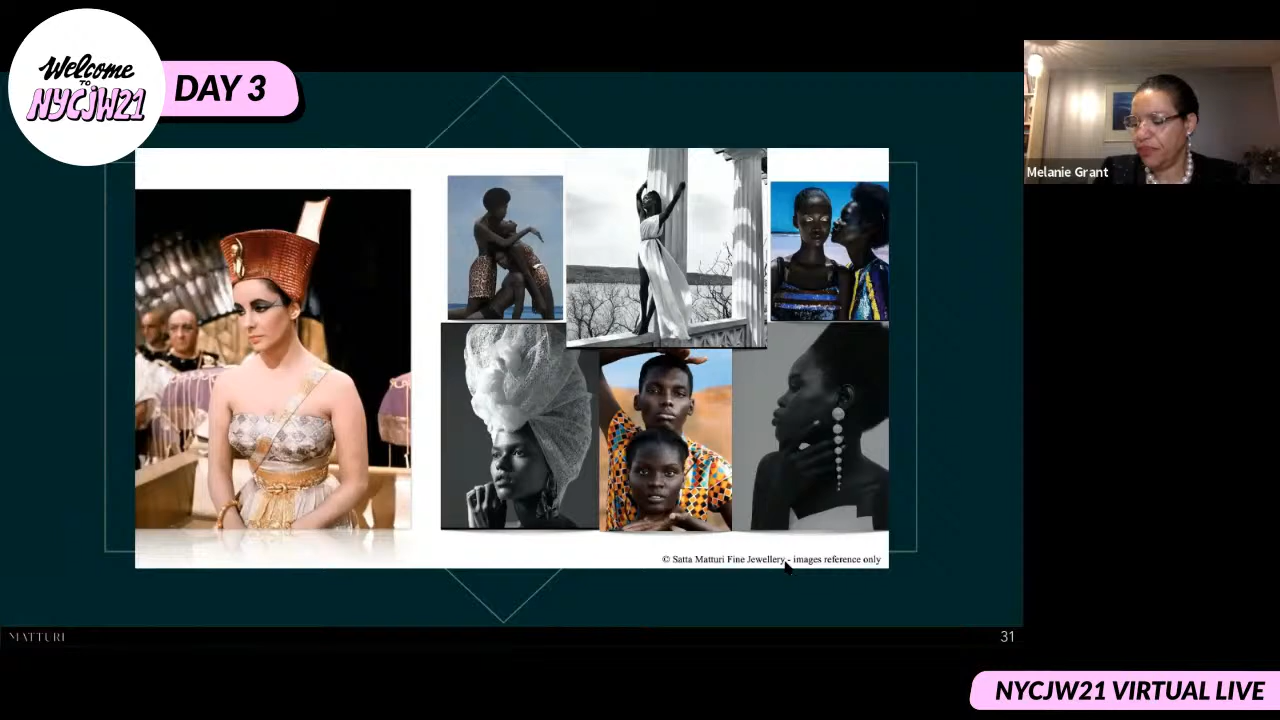 Welcome
TO
NYCJW21
DAY 3
Melanie Grant
© Satta Matturi Fine Jewellery - images reference only
MATTURI
31
NYCJW21 VIRTUAL LIVE